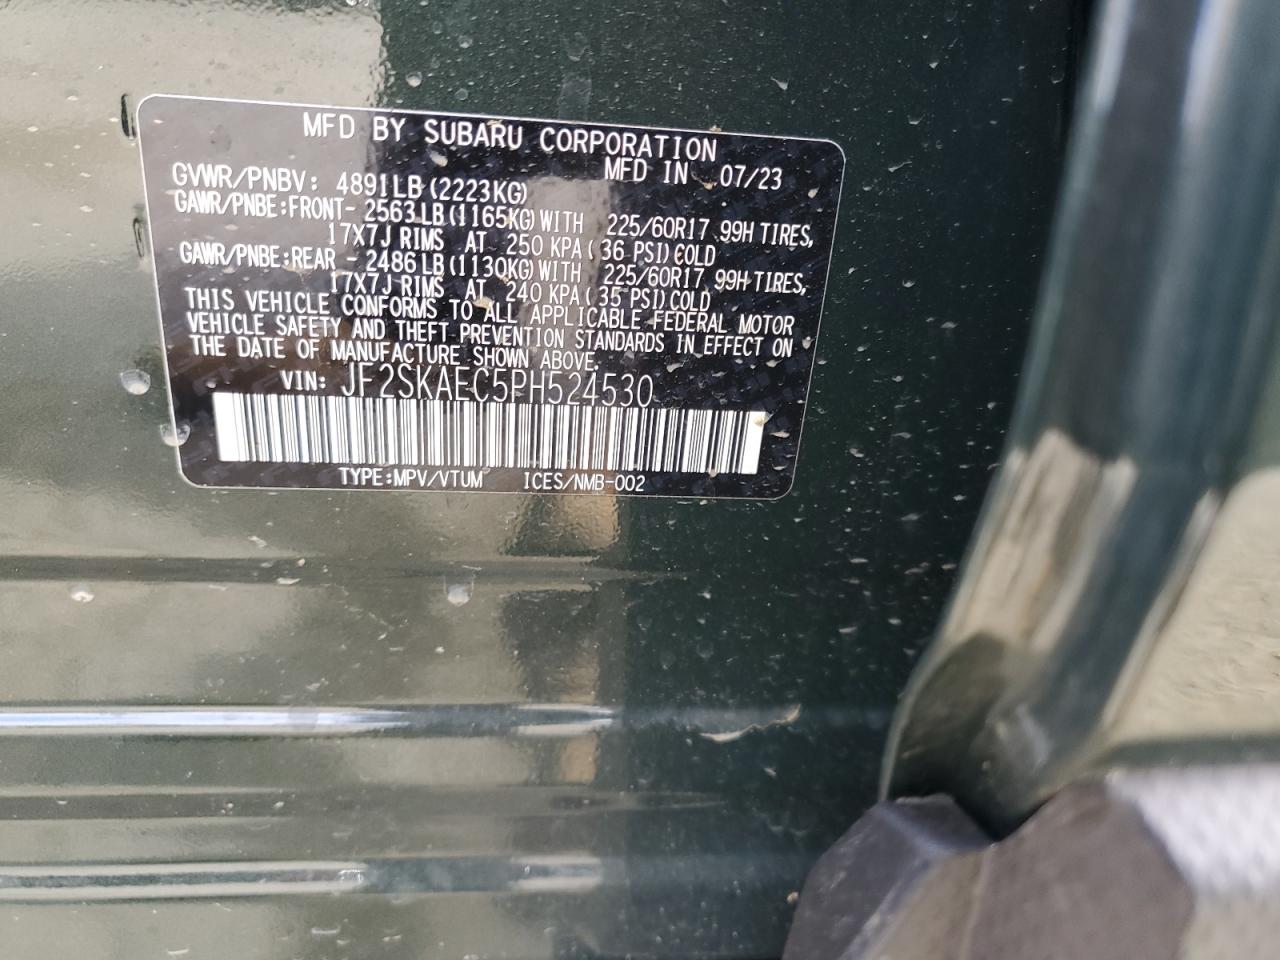 MFD BY SUBARU CORPORATION
MFD IN 07/23
GVWR/PNBV: 4891LB(2223KG)
GAWR/PNBE:FRONT- 2563LB(1165KG)WITH 225/60R17 99H TIRES,
17X7J RIMS AT 250 KPA(36 PSI)COLD
GAWR/PNBE:REAR - 2486LB(1130KG)WITH 225/60R17 99H TIRES,
17X7J RIMS AT 240 KPA(35 PSI)COLD
THIS VEHICLE CONFORMS TO ALL APPLICABLE FEDERAL MOTOR
VEHICLE SAFETY AND THEFT PREVENTION STANDARDS IN EFFECT ON
THE DATE OF MANUFACTURE SHOWN ABOVE.
VIN: JF2SKAEC5PH524530
TYPE:MPV/VTUM ICES/NMB-002